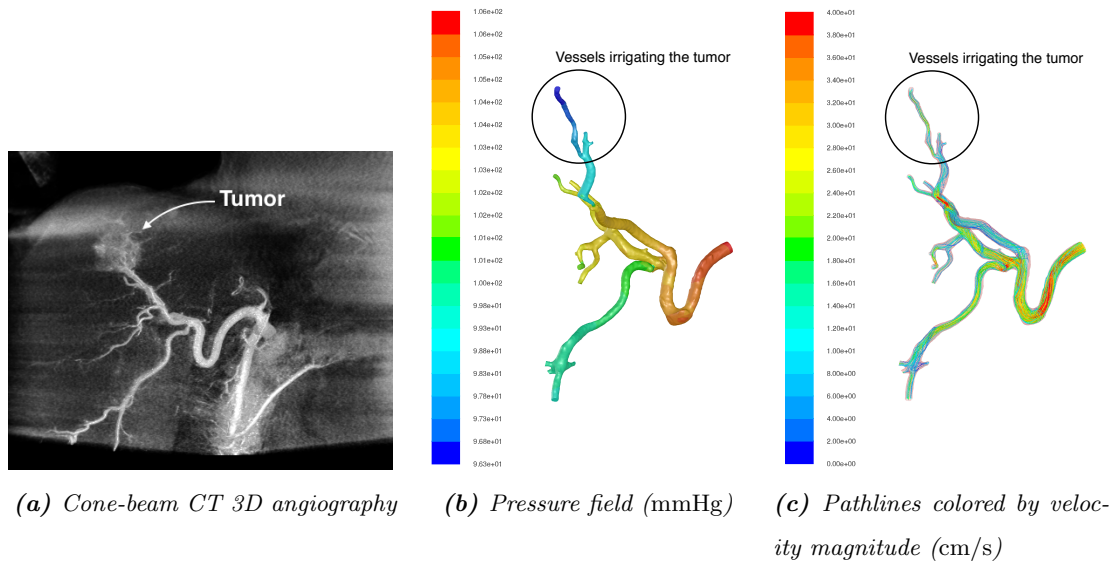 Tumor
1.06e+02
1.06e+02
1.05e+02
1.05e+02
1.04e+02
1.04e+02
1.03e+02
1.03e+02
1.02e+02
1.02e+02
1.01e+02
1.01e+02
1.00e+02
9.98e+01
9.93e+01
9.88e+01
9.83e+01
9.78e+01
9.73e+01
9.68e+01
9.63e+01
Vessels irrigating the tumor
4.00e+01
3.80e+01
3.60e+01
3.40e+01
3.20e+01
3.00e+01
2.80e+01
2.60e+01
2.40e+01
2.20e+01
2.00e+01
1.80e+01
1.60e+01
1.40e+01
1.20e+01
1.00e+01
8.00e+00
6.00e+00
4.00e+00
2.00e+00
0.00e+00
Vessels irrigating the tumor
(a) Cone-beam CT 3D angiography
(b) Pressure field (mmHg)
(c) Pathlines colored by veloc-
ity magnitude (cm/s)